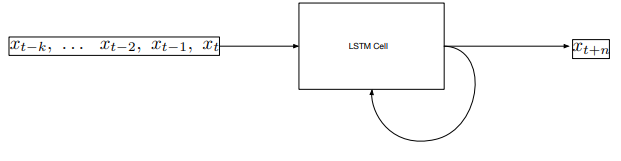 x_{t−k}, … x_{t−2}, x_{t−1}, x_t
LSTM Cell
x_{t+n}